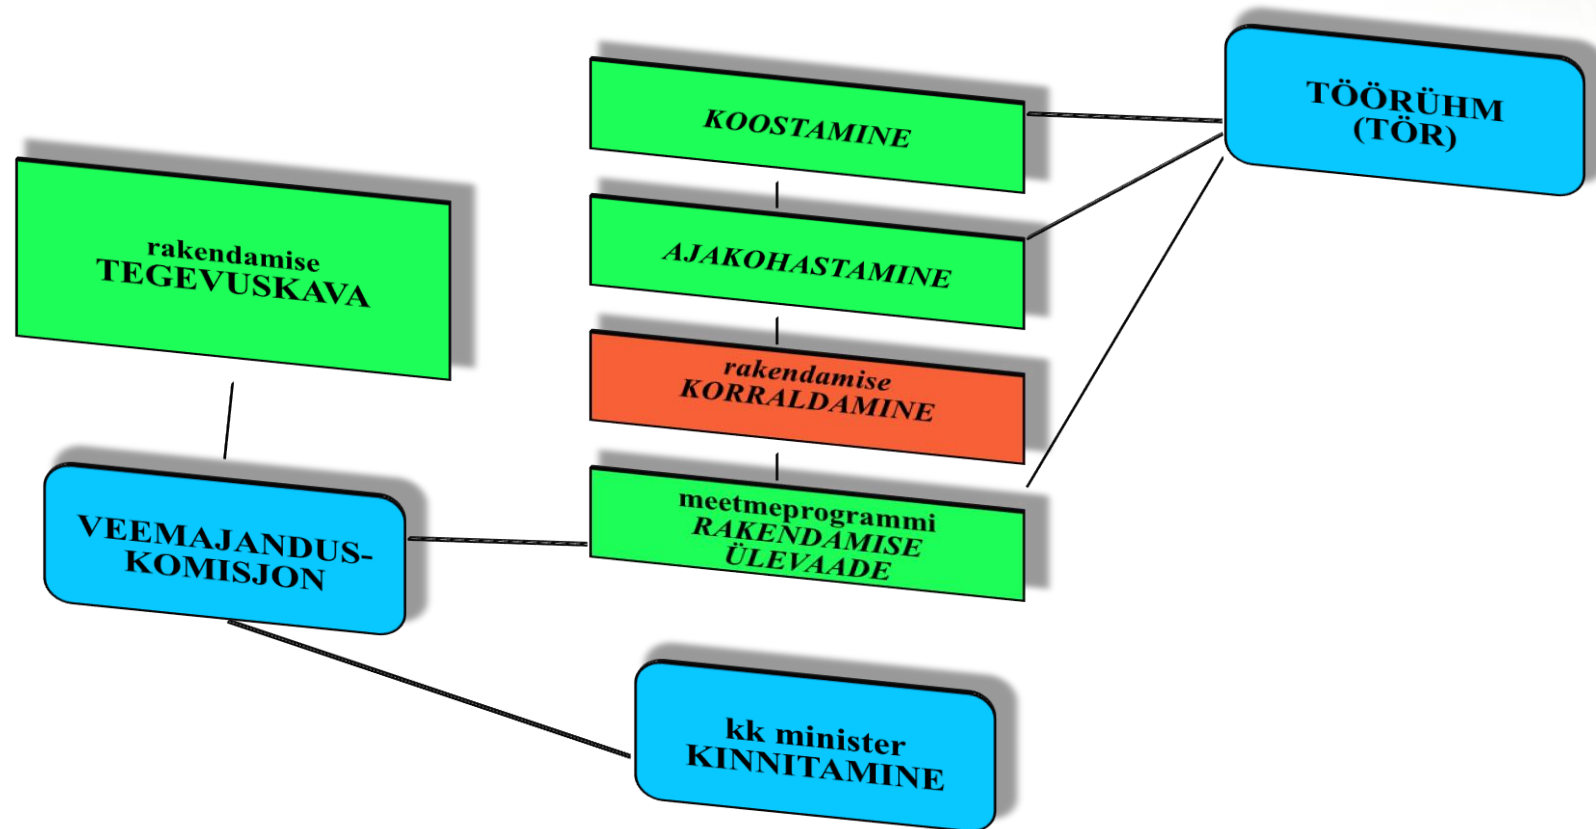 KOOSTAMINE
TÖÖRÜHM
(TÖR)
rakendamise
TEGEVUSKAVA
AJAKOHASTAMINE
rakendamise
KORRALDAMINE
VEEMAJANDUS-
KOMISJON
meetmeprogrammi
RAKENDAMISE
ÜLEVAADE
kk minister
KINNITAMINE